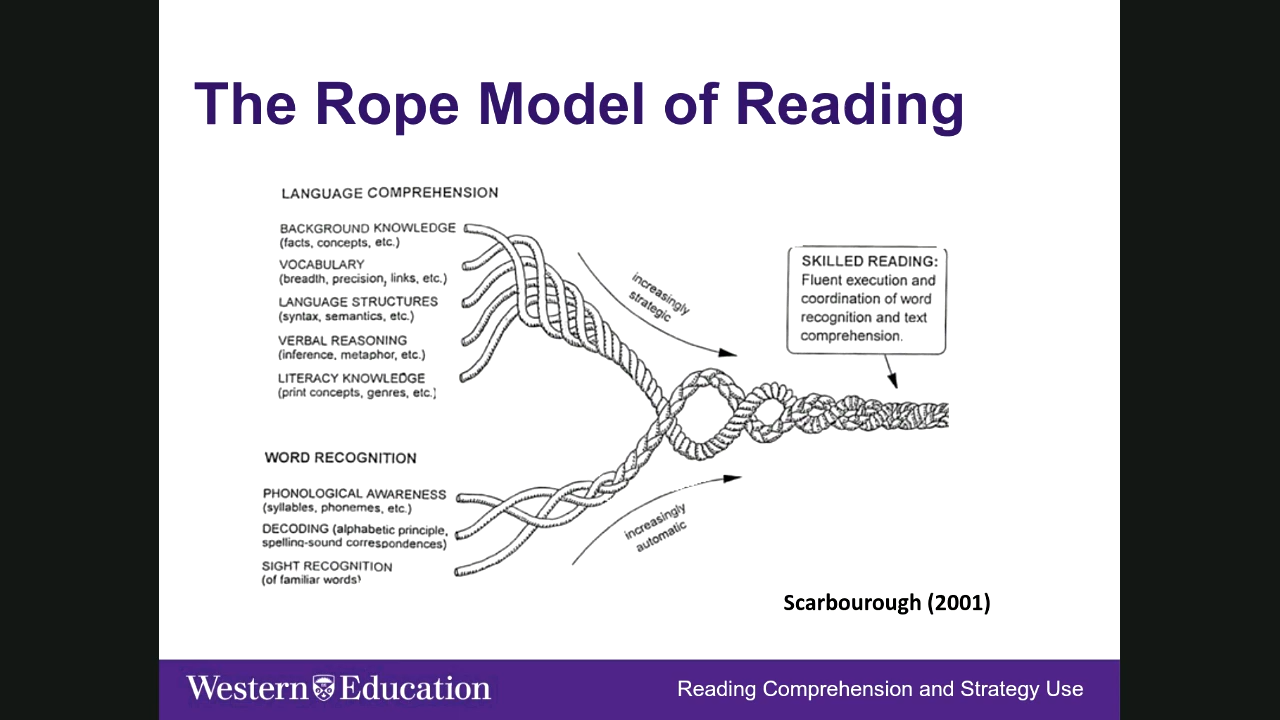 The Rope Model of Reading
LANGUAGE COMPREHENSION
BACKGROUND KNOWLEDGE
(facts, concepts, etc.)
VOCABULARY
(breadth, precision, links, etc.)
LANGUAGE STRUCTURES
(syntax, semantics, etc.)
VERBAL REASONING
(inference, metaphor, etc.)
LITERACY KNOWLEDGE
(print concepts, genres, etc.)
increasingly
strategic
SKILLED READING:
Fluent execution and
coordination of word
recognition and text
comprehension.
WORD RECOGNITION
PHONOLOGICAL AWARENESS
(syllables, phonemes, etc.)
DECODING (alphabetic principle,
spelling-sound correspondences)
SIGHT RECOGNITION
(of familiar words)
increasingly
automatic
Scarbourough (2001)
Western Education
Reading Comprehension and Strategy Use